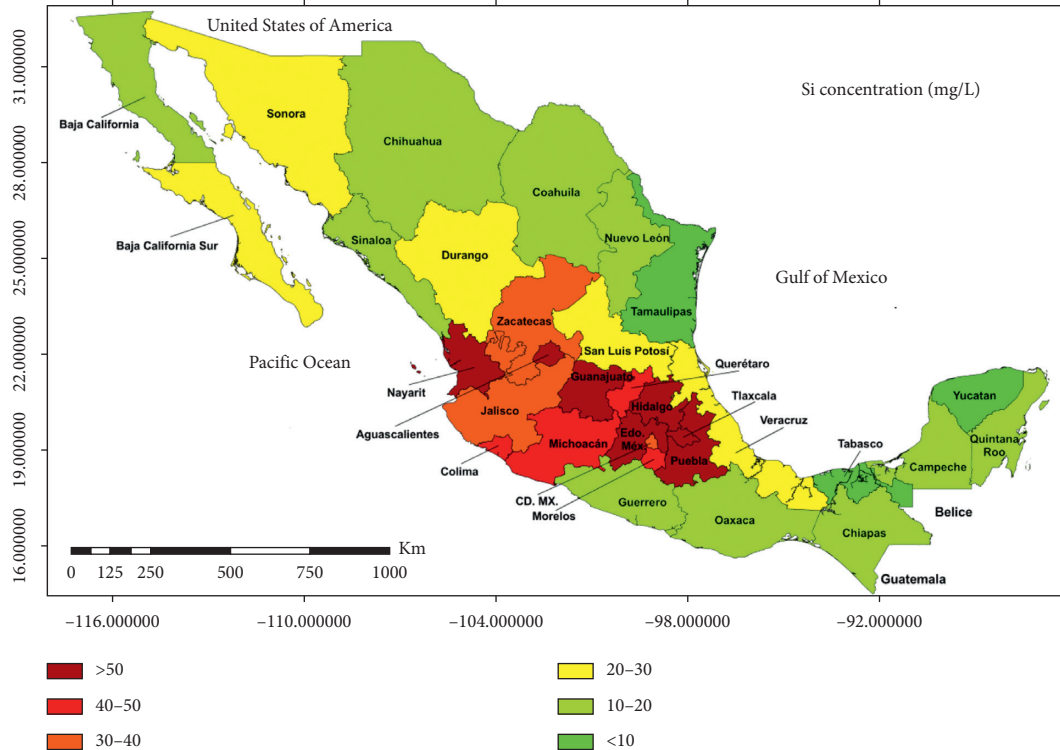 United States of America
Si concentration (mg/L)
31.000000
28.000000
25.000000
22.000000
19.000000
16.000000
Baja California
Sonora
Chihuahua
Coahuila
Baja California Sur
Sinaloa
Nuevo León
Durango
Gulf of Mexico
Tamaulipas
Zacatecas
Pacific Ocean
San Luis Potosí
Querétaro
Nayarit
Guanajuato
Tlaxcala
Aguascalientes
Jalisco
Hidalgo
Veracruz
Yucatan
Edo.
Méx.
Michoacán
Colima
Puebla
Tabasco
Quintana
Roo
Campeche
CD. MX.
Morelos
Guerrero
Oaxaca
Belice
Chiapas
Guatemala
Km
0 125 250 500 750 1000
−116.000000 −110.000000 −104.000000 −98.000000 −92.000000
>50
40–50
30–40
20–30
10–20
<10